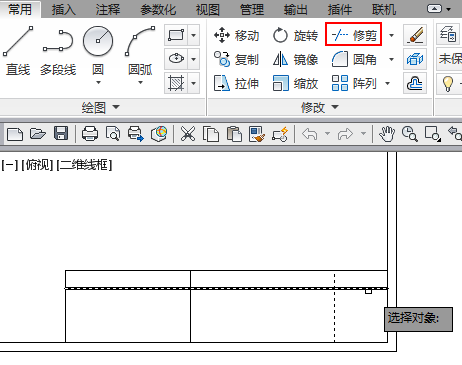 常用 插入 注释 参数化 视图 管理 输出 插件 联机
直线 多段线 圆 圆弧
移动 旋转 修剪
复制 镜像 圆角
拉伸 缩放 阵列
未保
绘图 修改
[−] [俯视] [二维线框]
选择对象: